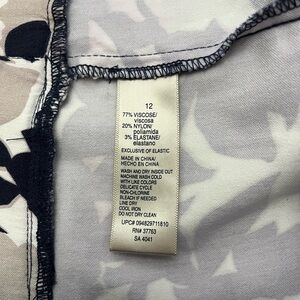 12
77% VISCOSE/
viscosa
20% NYLON/
poliamida
3% ELASTANE/
elastano
EXCLUSIVE OF ELASTIC
MADE IN CHINA/
HECHO EN CHINA
WASH AND DRY INSIDE OUT
MACHINE WASH COLD
WITH LIKE COLORS
DELICATE CYCLE
NON-CHLORINE
BLEACH IF NEEDED
LINE DRY
COOL IRON
DO NOT DRY CLEAN
UPC# 094829711610
RN# 37763
SA 4041